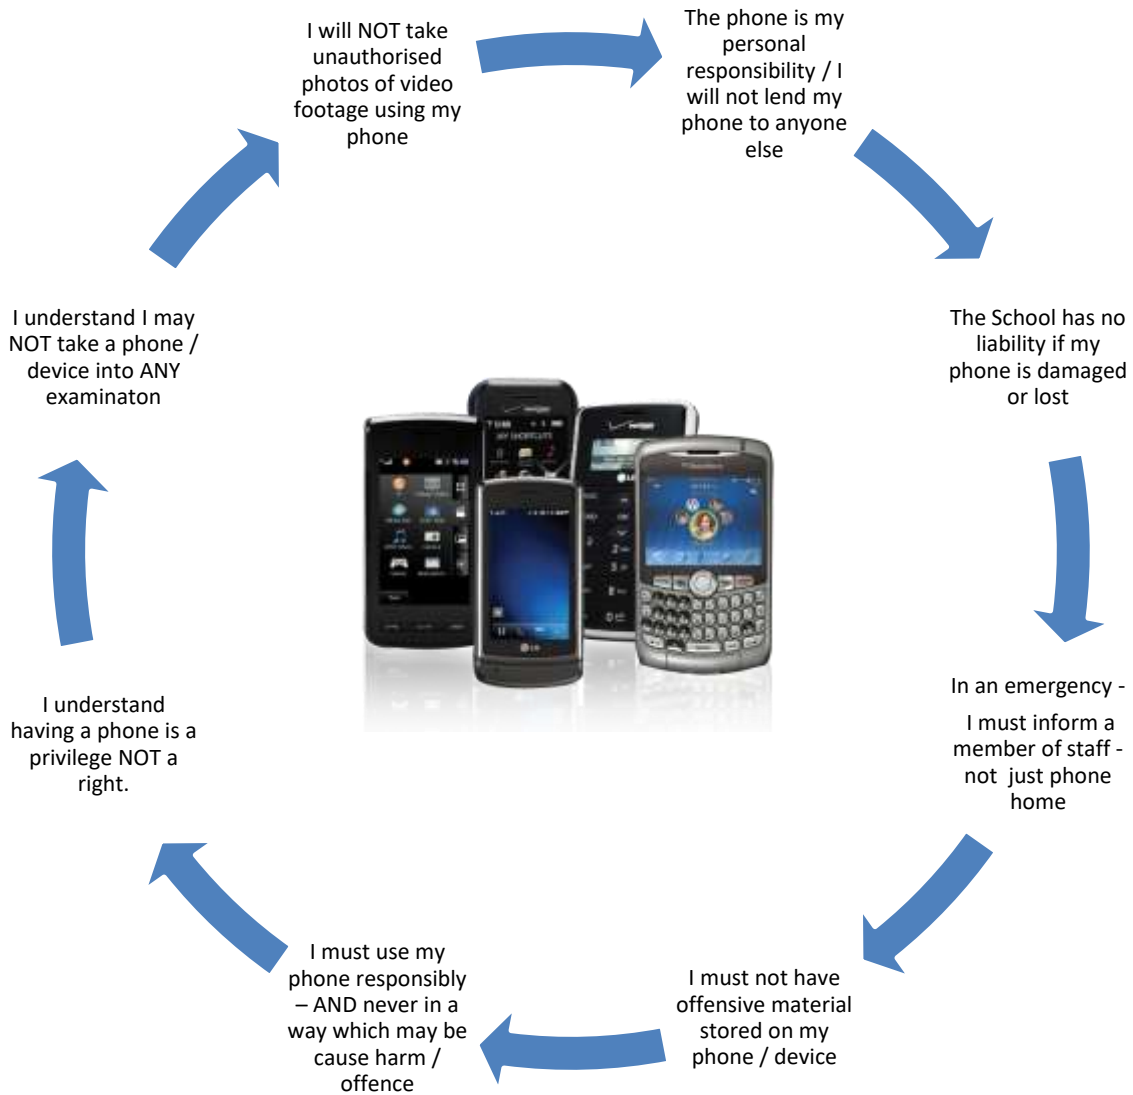 I will NOT take
unauthorised
photos of video
footage using my
phone
The phone is my
personal
responsibility / I
will not lend my
phone to anyone
else
The School has no
liability if my
phone is damaged
or lost
In an emergency -
I must inform a
member of staff -
not just phone
home
I must not have
offensive material
stored on my
phone / device
I must use my
phone responsibly
– AND never in a
way which may be
cause harm /
offence
I understand
having a phone is a
privilege NOT a
right.
I understand I may
NOT take a phone /
device into ANY
examinaton
MY SHORTCUTS
LG